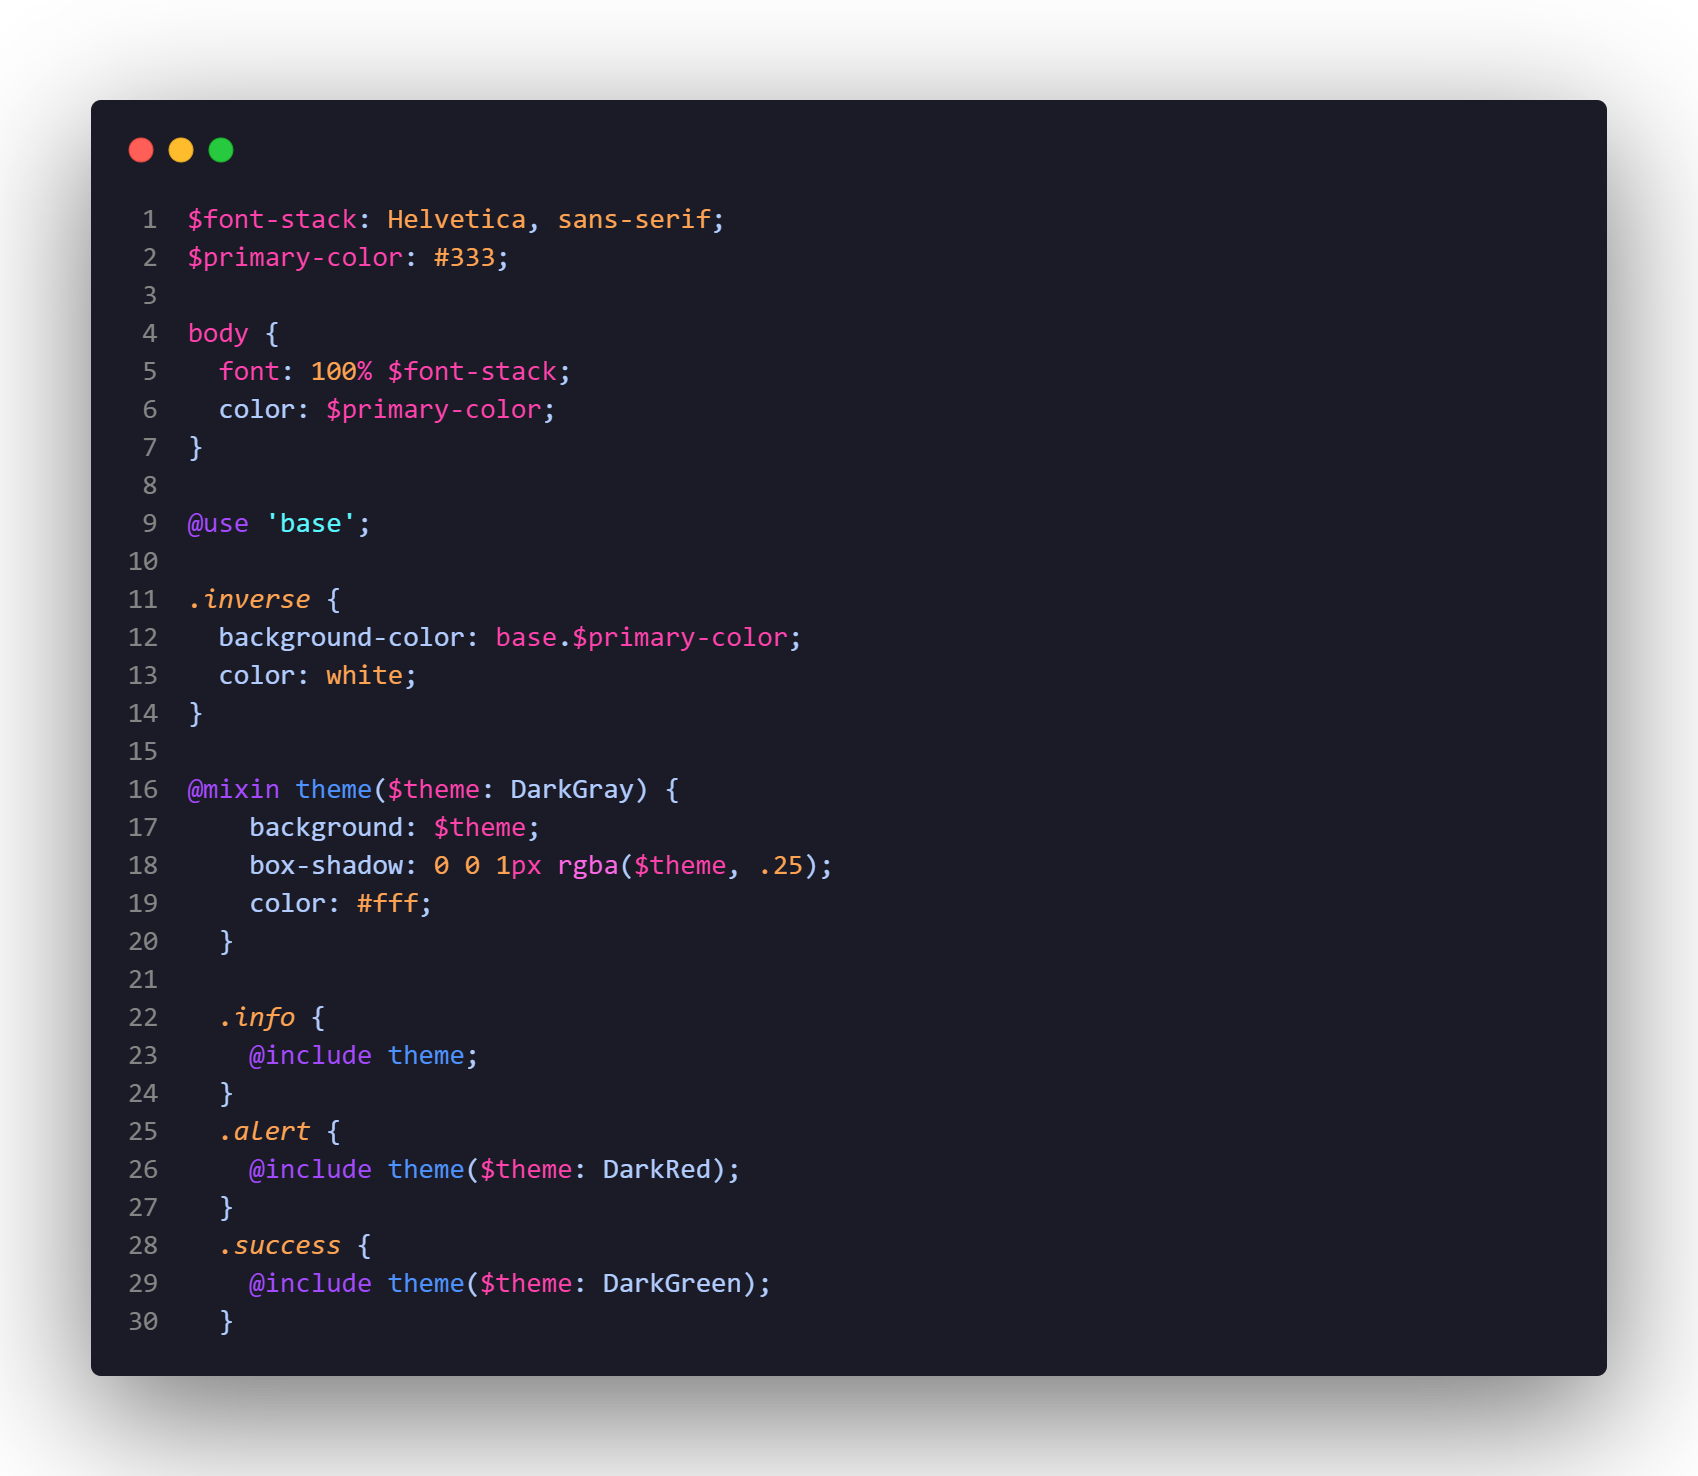 1 $font-stack: Helvetica, sans-serif;
2 $primary-color: #333;
3
4 body {
5   font: 100% $font-stack;
6   color: $primary-color;
7 }
8
9 @use 'base';
10
11 .inverse {
12   background-color: base.$primary-color;
13   color: white;
14 }
15
16 @mixin theme($theme: DarkGray) {
17     background: $theme;
18     box-shadow: 0 0 1px rgba($theme, .25);
19     color: #fff;
20   }
21
22   .info {
23     @include theme;
24   }
25   .alert {
26     @include theme($theme: DarkRed);
27   }
28   .success {
29     @include theme($theme: DarkGreen);
30   }